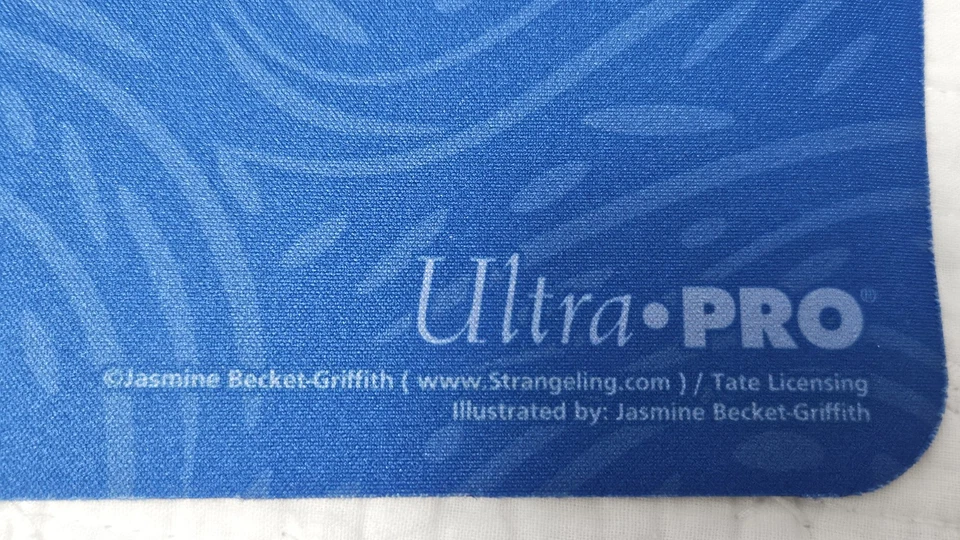 Ultra•PRO®
©Jasmine Becket-Griffith ( www.Strangeling.com ) / Tate Licensing
Illustrated by: Jasmine Becket-Griffith